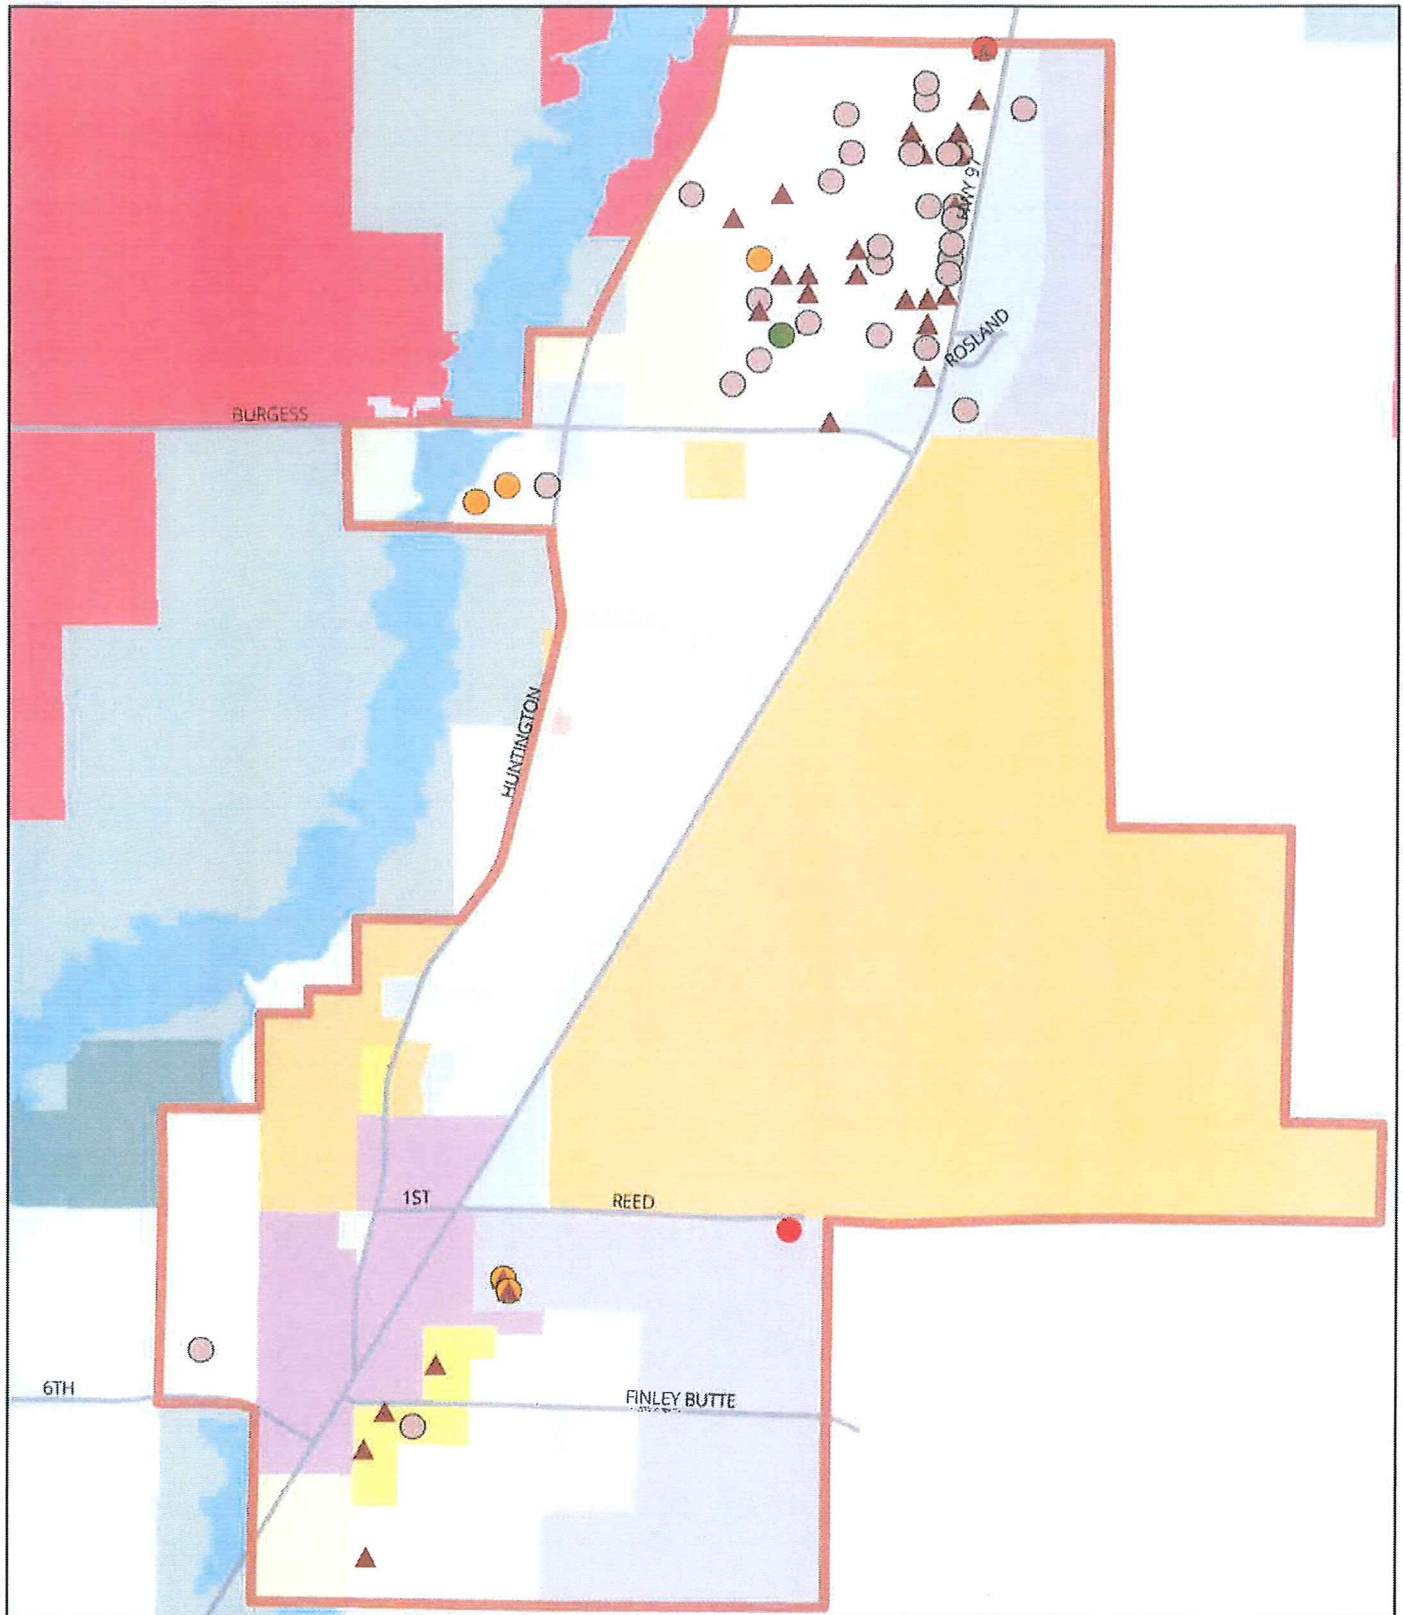 HWY 97
ROSLAND
BURGESS
HUNTINGTON
1ST
REED
6TH
FINLEY BUTTE